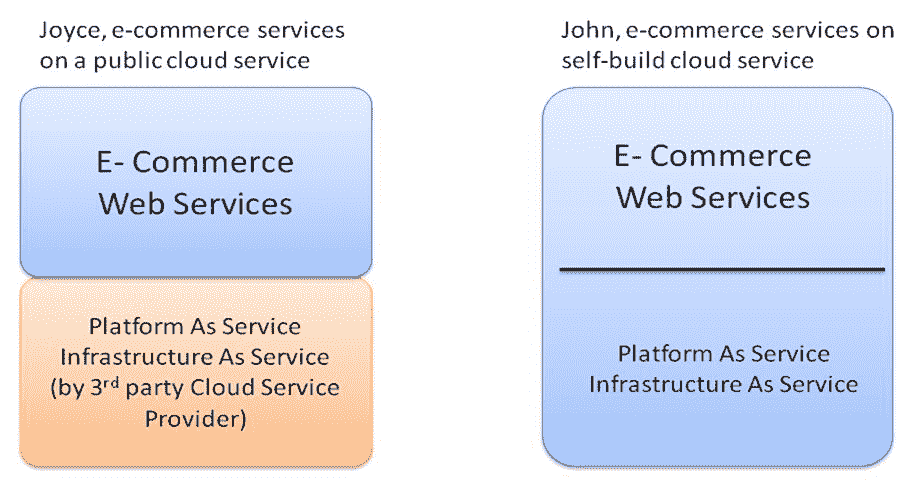 Joyce, e-commerce services
on a public cloud service
E- Commerce
Web Services
Platform As Service
Infrastructure As Service
(by 3rd party Cloud Service
Provider)
John, e-commerce services on
self-build cloud service
E- Commerce
Web Services
Platform As Service
Infrastructure As Service